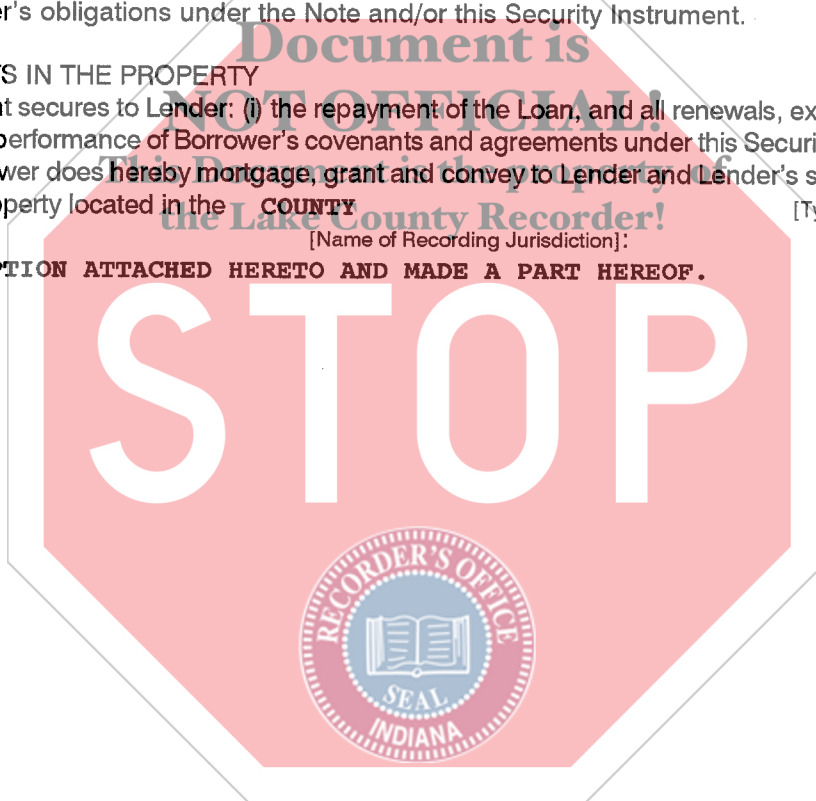 er's obligations under the Note and/or this Security Instrument.
Document is
S IN THE PROPERTY
t secures to Lender: (i) the repayment of the Loan, and all renewals, ex
NOT OFFICIAL!
performance of Borrower's covenants and agreements under this Securi
This Document is the property of
wer does hereby mortgage, grant and convey to Lender and Lender's s
perty located in the COUNTY [Ty
the Lake County Recorder!
[Name of Recording Jurisdiction]:
PTION ATTACHED HERETO AND MADE A PART HEREOF.
STOP
RECORDER'S OFFICE
SEAL
INDIANA